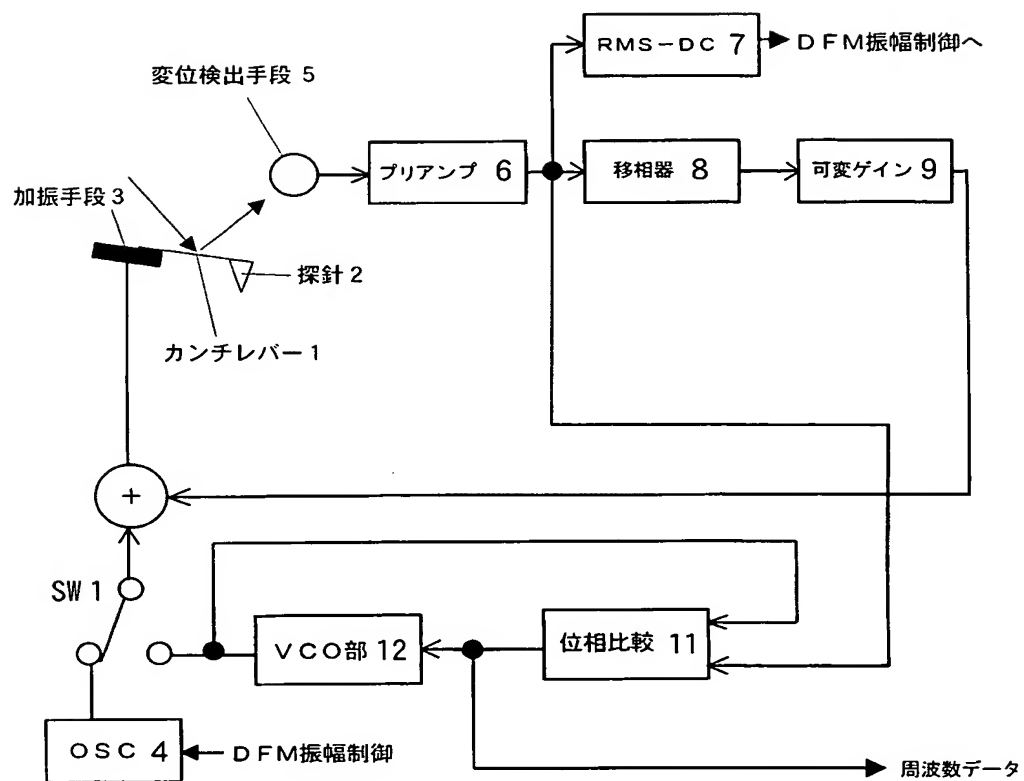 RMS-DC 7
DFM振幅制御へ
変位検出手段 5
プリアンプ 6
移相器 8
可変ゲイン 9
加振手段 3
探針 2
カンチレバー 1
+
SW 1
VCO部 12
位相比較 11
OSC 4
DFM振幅制御
周波数データ